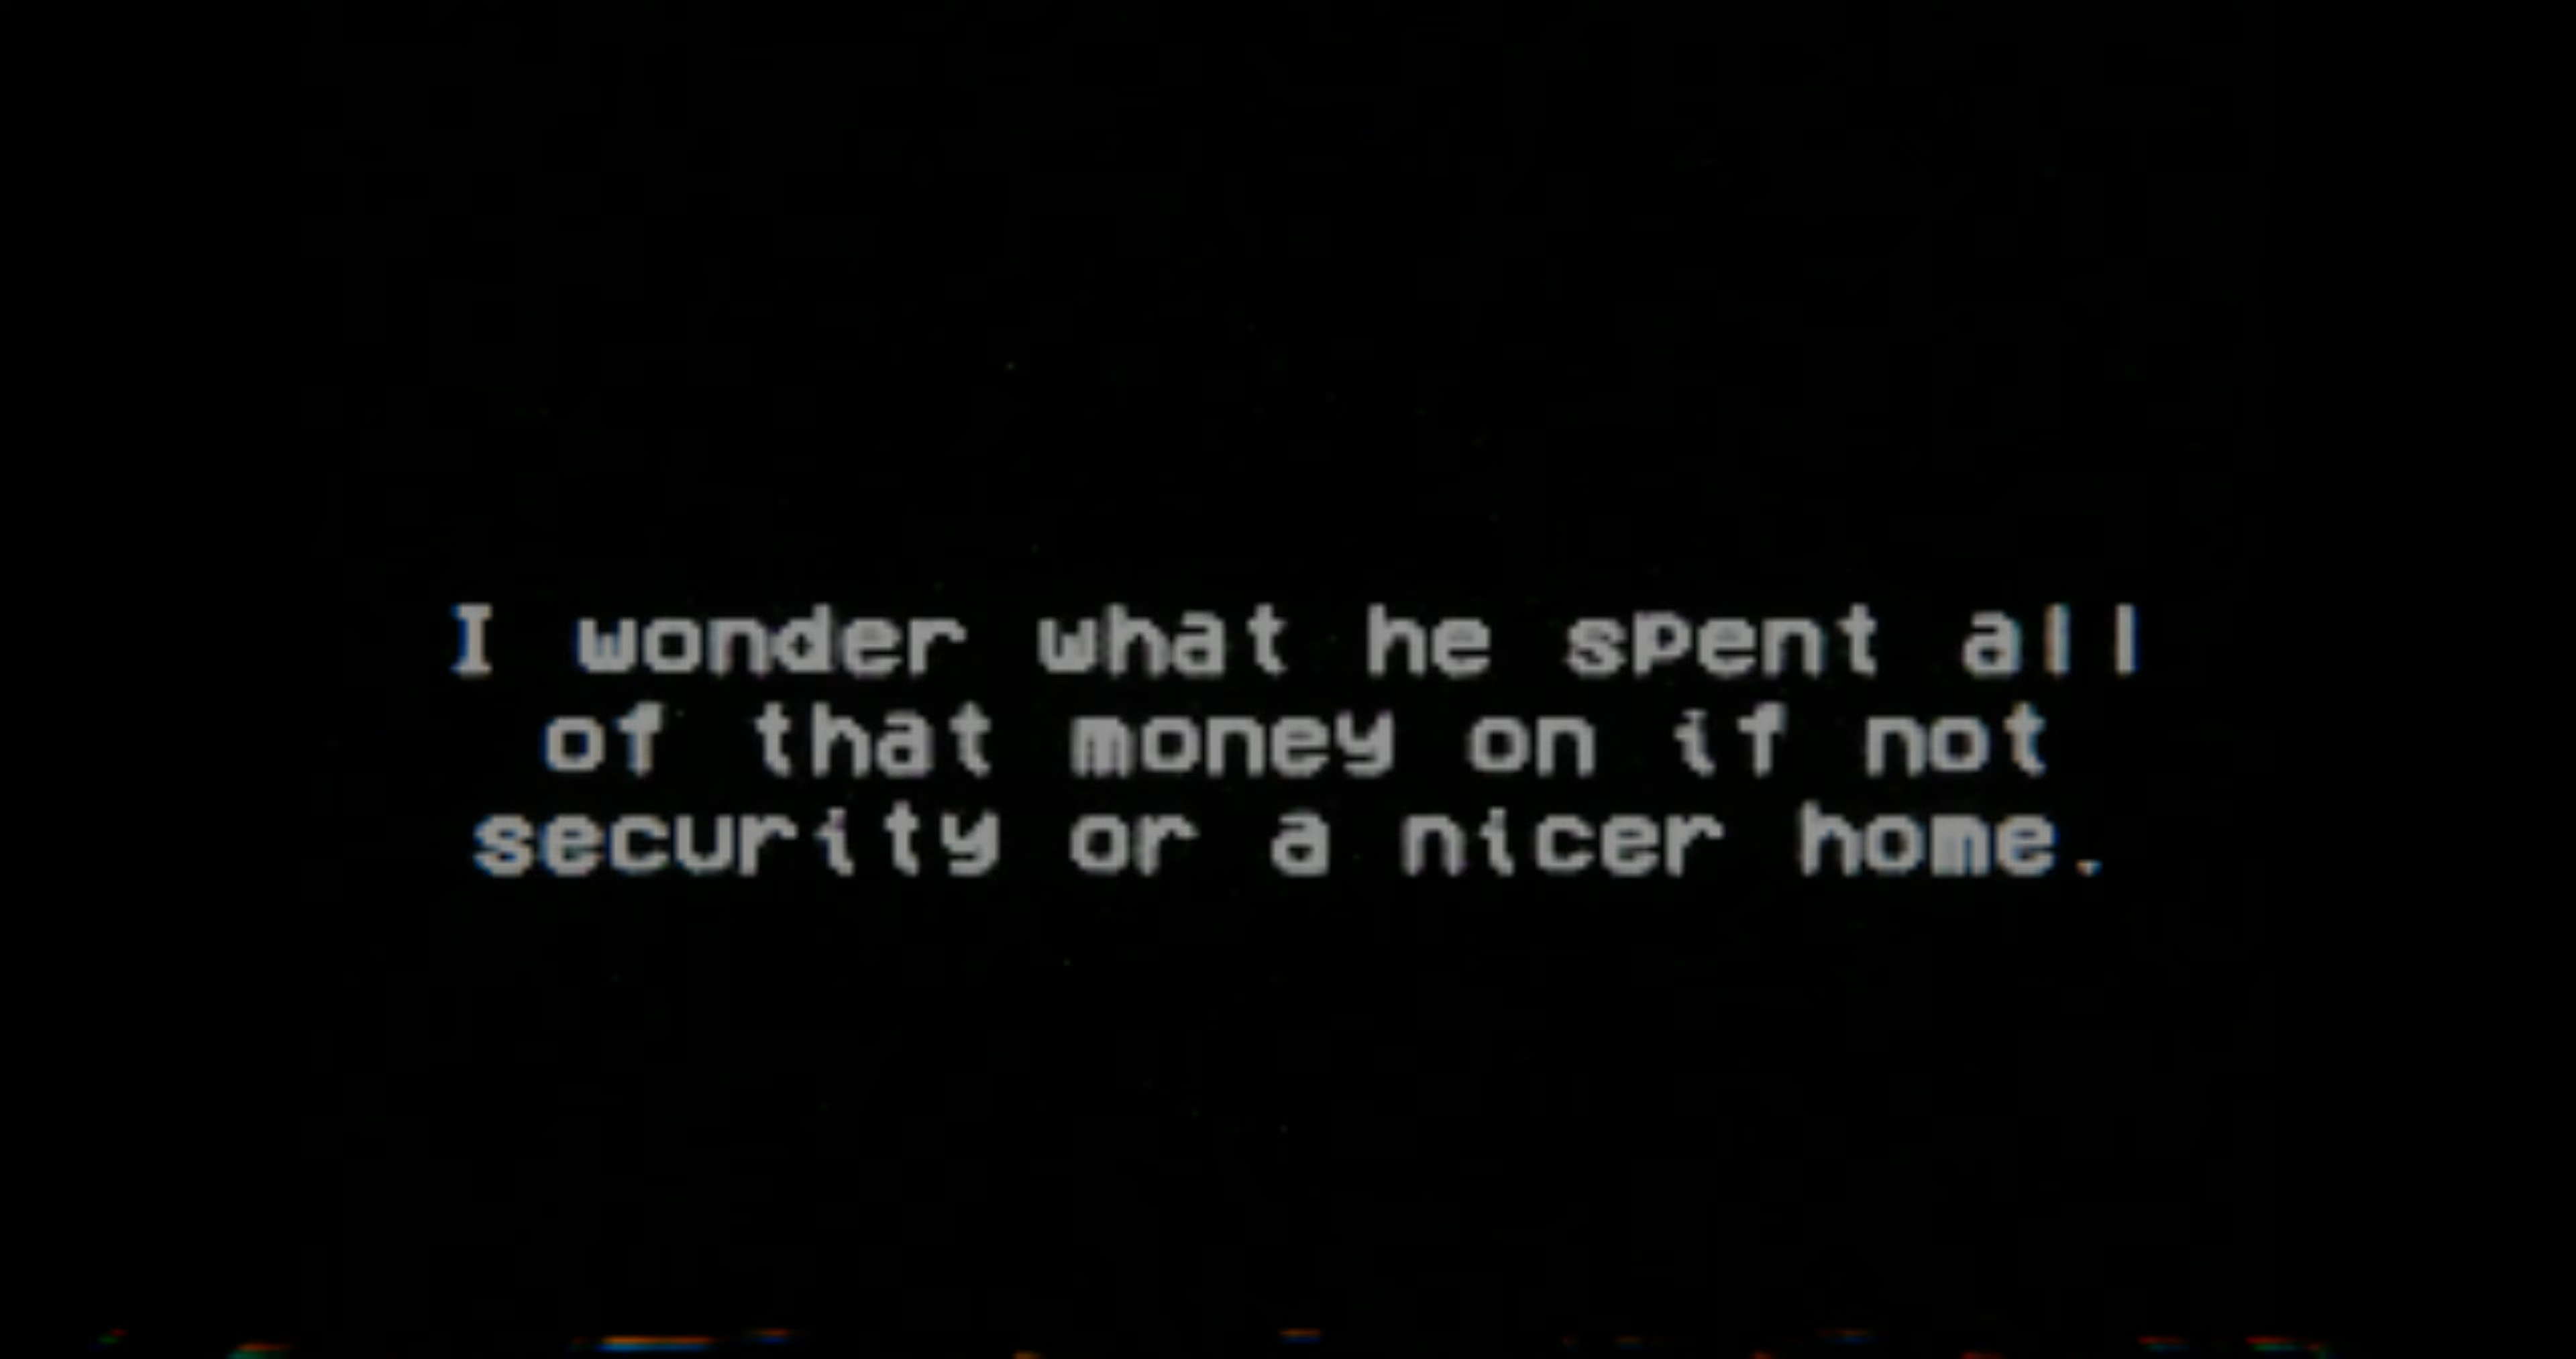 I wonder what he spent all
of that money on if not
security or a nicer home.